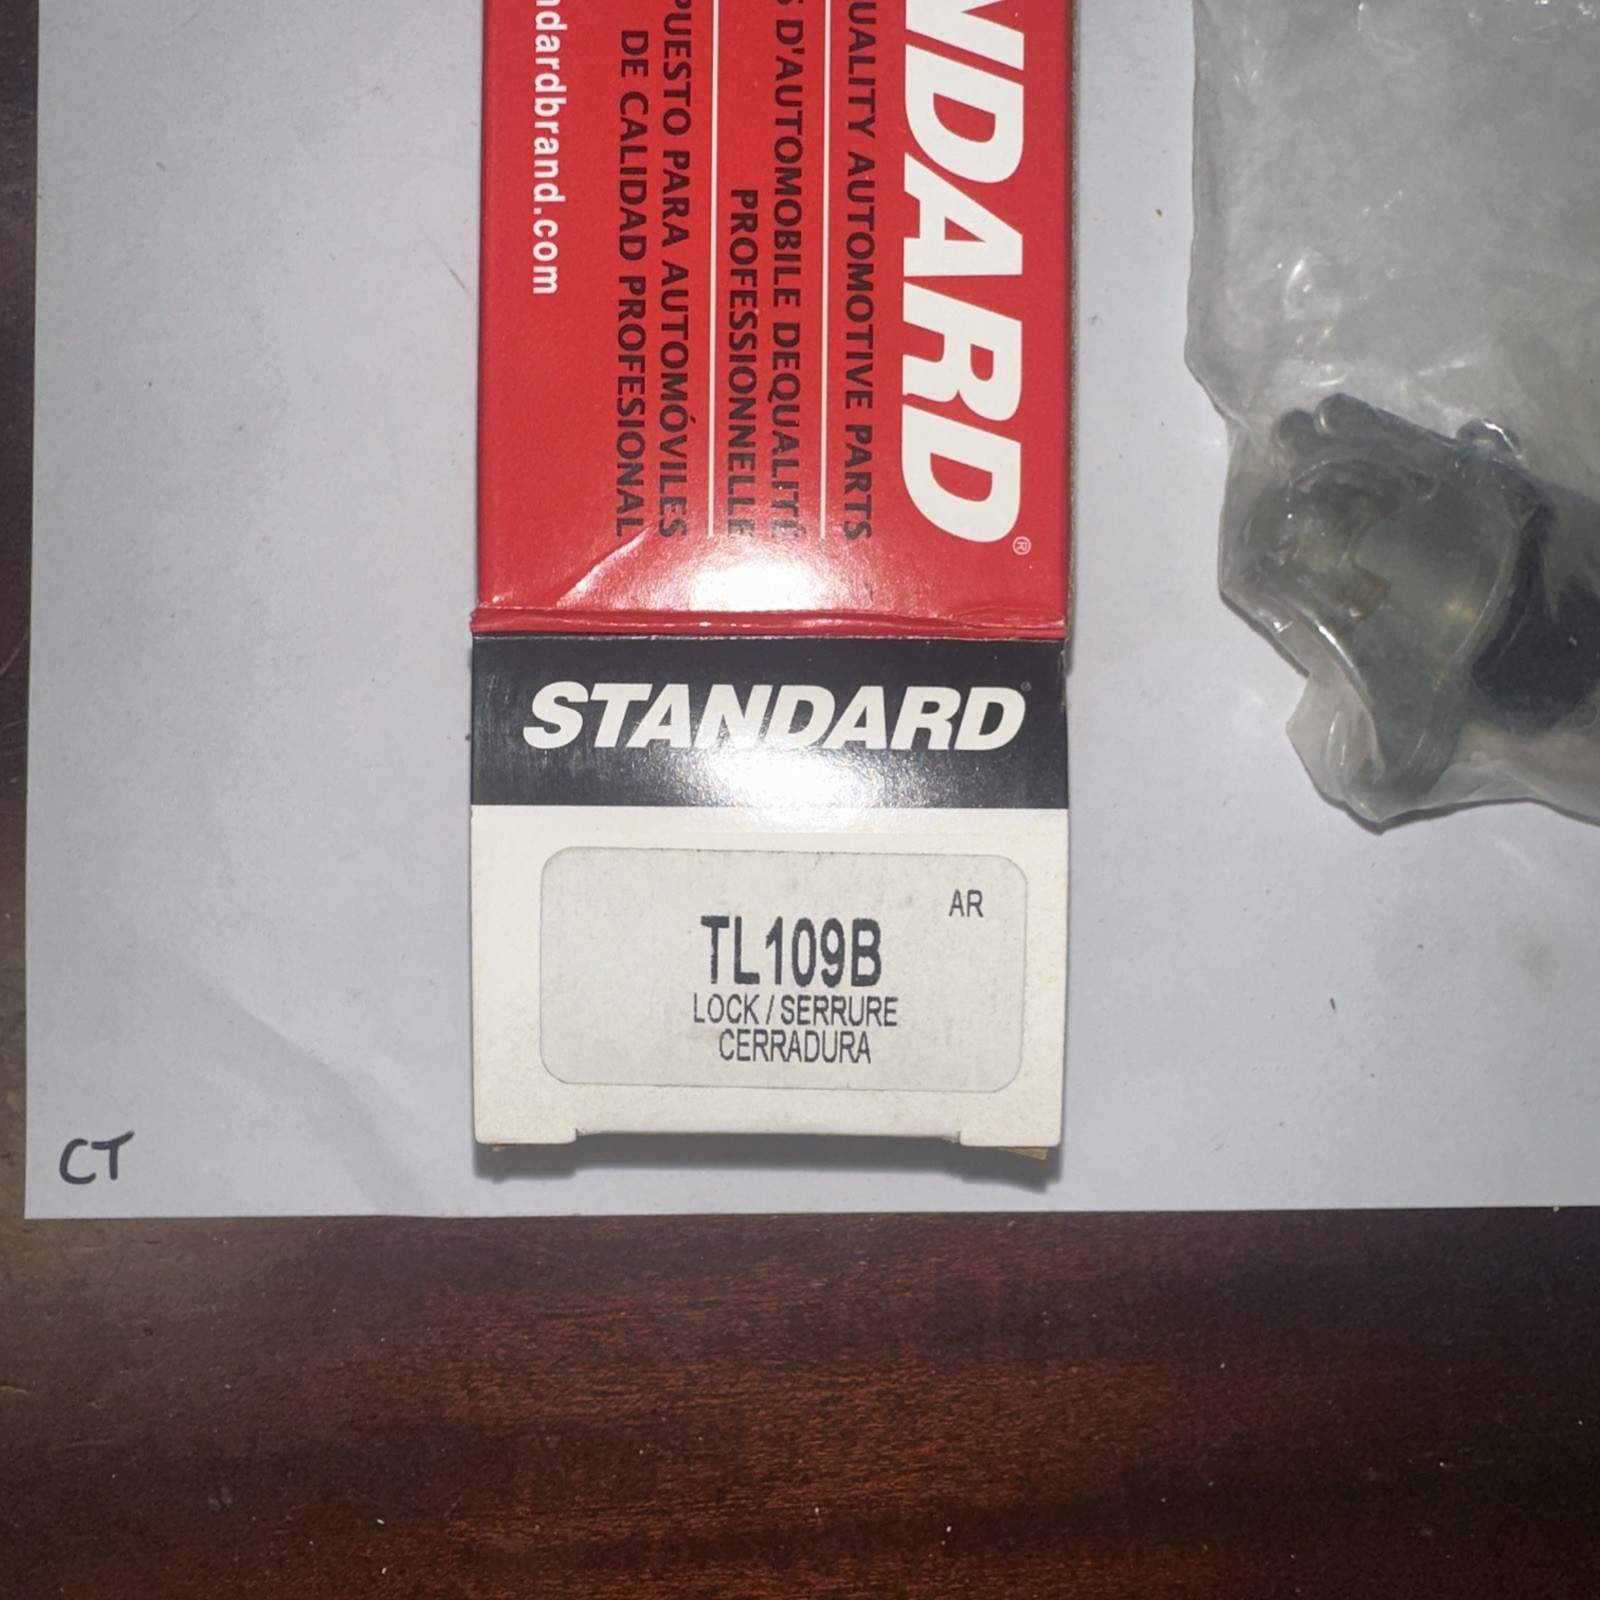 NDARD®
QUALITY AUTOMOTIVE PARTS
S D'AUTOMOBILE DEQUALITÉ
PROFESSIONNELLE
PUESTO PARA AUTOMÓVILES
DE CALIDAD PROFESIONAL
ndardbrand.com
STANDARD®
AR
TL109B
LOCK / SERRURE
CERRADURA
CT